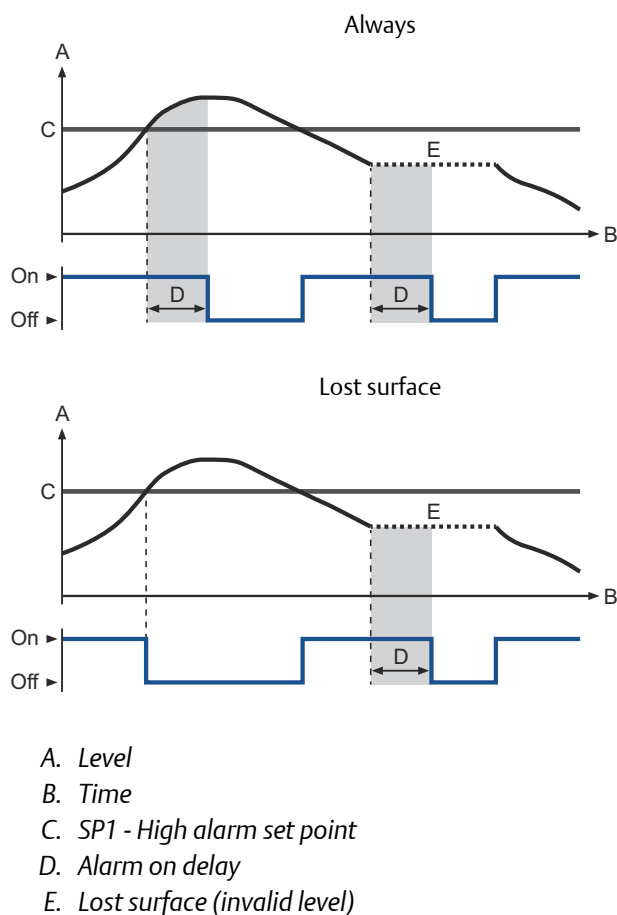 Always
A
C
E
B
On
D
D
Off
Lost surface
A
C
E
B
On
D
Off
A. Level
B. Time
C. SP1 - High alarm set point
D. Alarm on delay
E. Lost surface (invalid level)